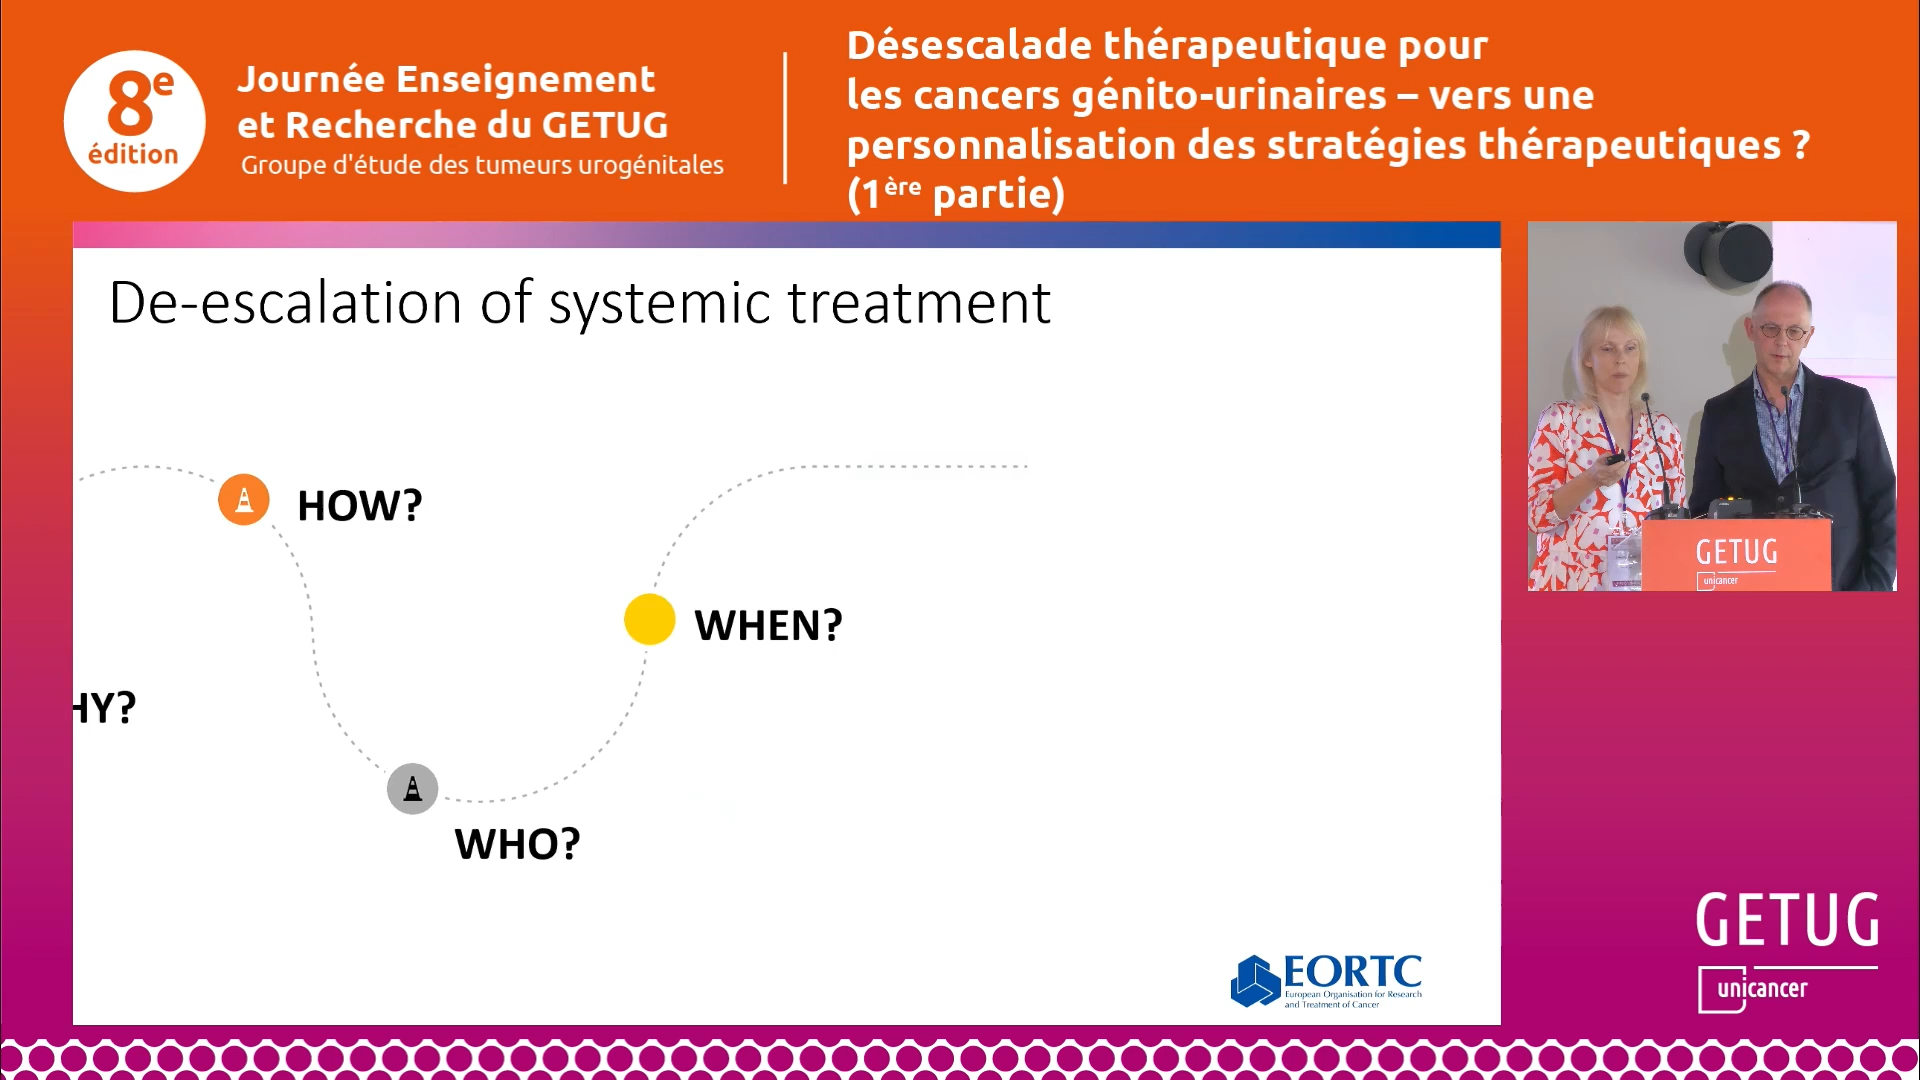 8e
édition
Journée Enseignement
et Recherche du GETUG
Groupe d'étude des tumeurs urogénitales
Désescalade thérapeutique pour
les cancers génito-urinaires – vers une
personnalisation des stratégies thérapeutiques ?
(1ère partie)
De-escalation of systemic treatment
HOW?
WHEN?
HY?
WHO?
EORTC
European Organisation for Research
and Treatment of Cancer
GETUG
unicancer
GETUG
unicancer